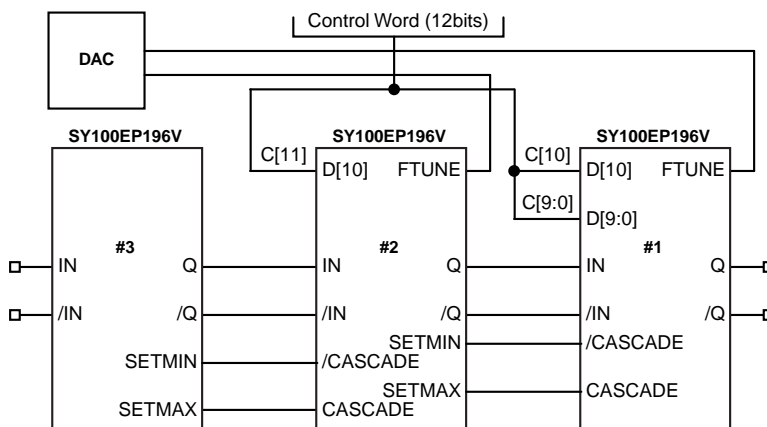 Control Word (12bits)
DAC
SY100EP196V
SY100EP196V
SY100EP196V
C[11]
D[10]
FTUNE
C[10]
D[10]
FTUNE
C[9:0]
D[9:0]
#3
#2
#1
IN
Q
IN
Q
IN
Q
/IN
/Q
/IN
/Q
/IN
/Q
SETMIN
/CASCADE
SETMIN
/CASCADE
SETMAX
CASCADE
SETMAX
CASCADE